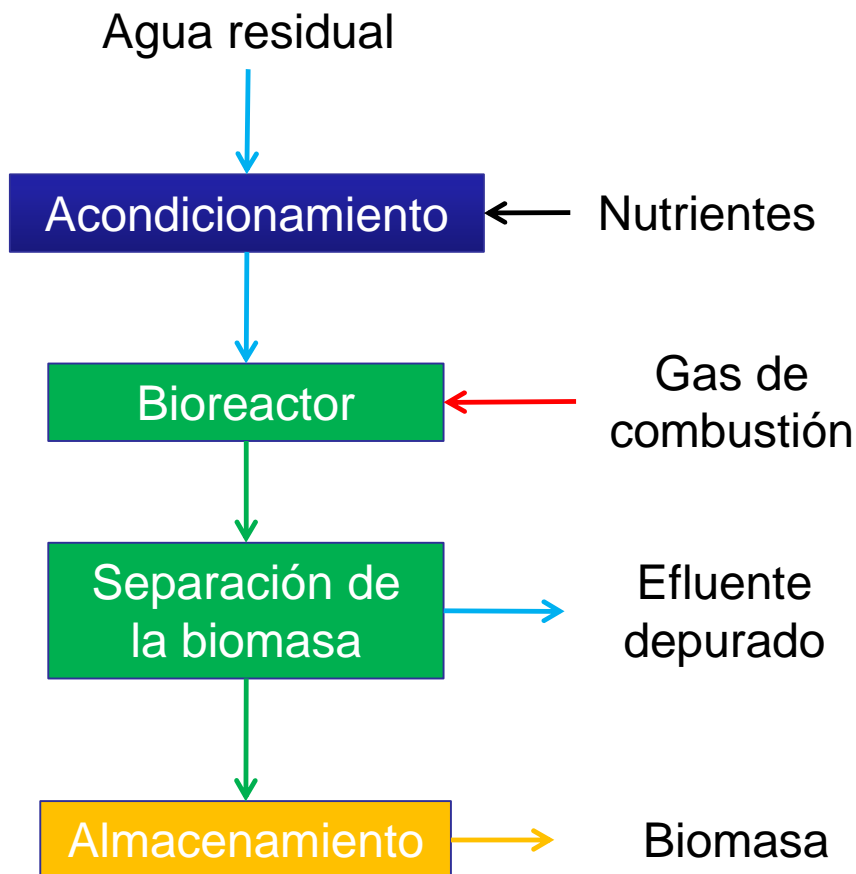 Agua residual
Acondicionamiento
Nutrientes
Bioreactor
Gas de
combustión
Separación de
la biomasa
Efluente
depurado
Almacenamiento
Biomasa